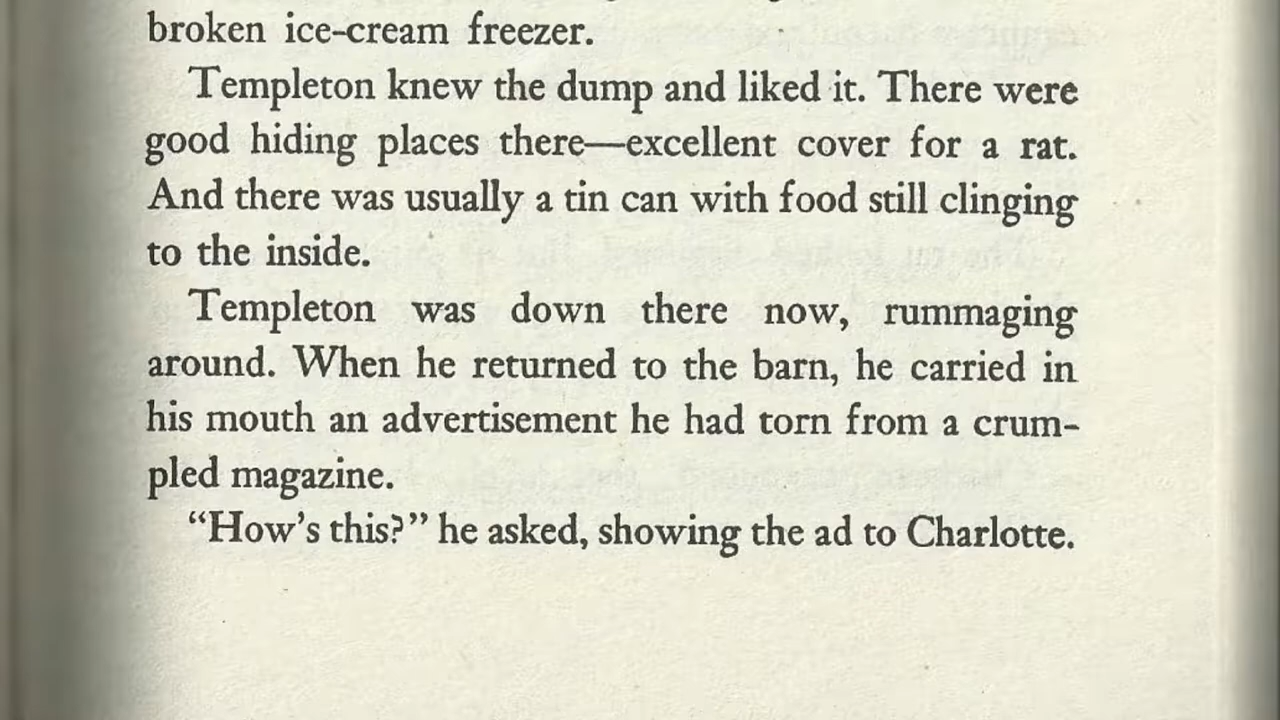 broken ice-cream freezer.
Templeton knew the dump and liked it. There were
good hiding places there—excellent cover for a rat.
And there was usually a tin can with food still clinging
to the inside.
Templeton was down there now, rummaging
around. When he returned to the barn, he carried in
his mouth an advertisement he had torn from a crum-
pled magazine.
“How’s this?” he asked, showing the ad to Charlotte.